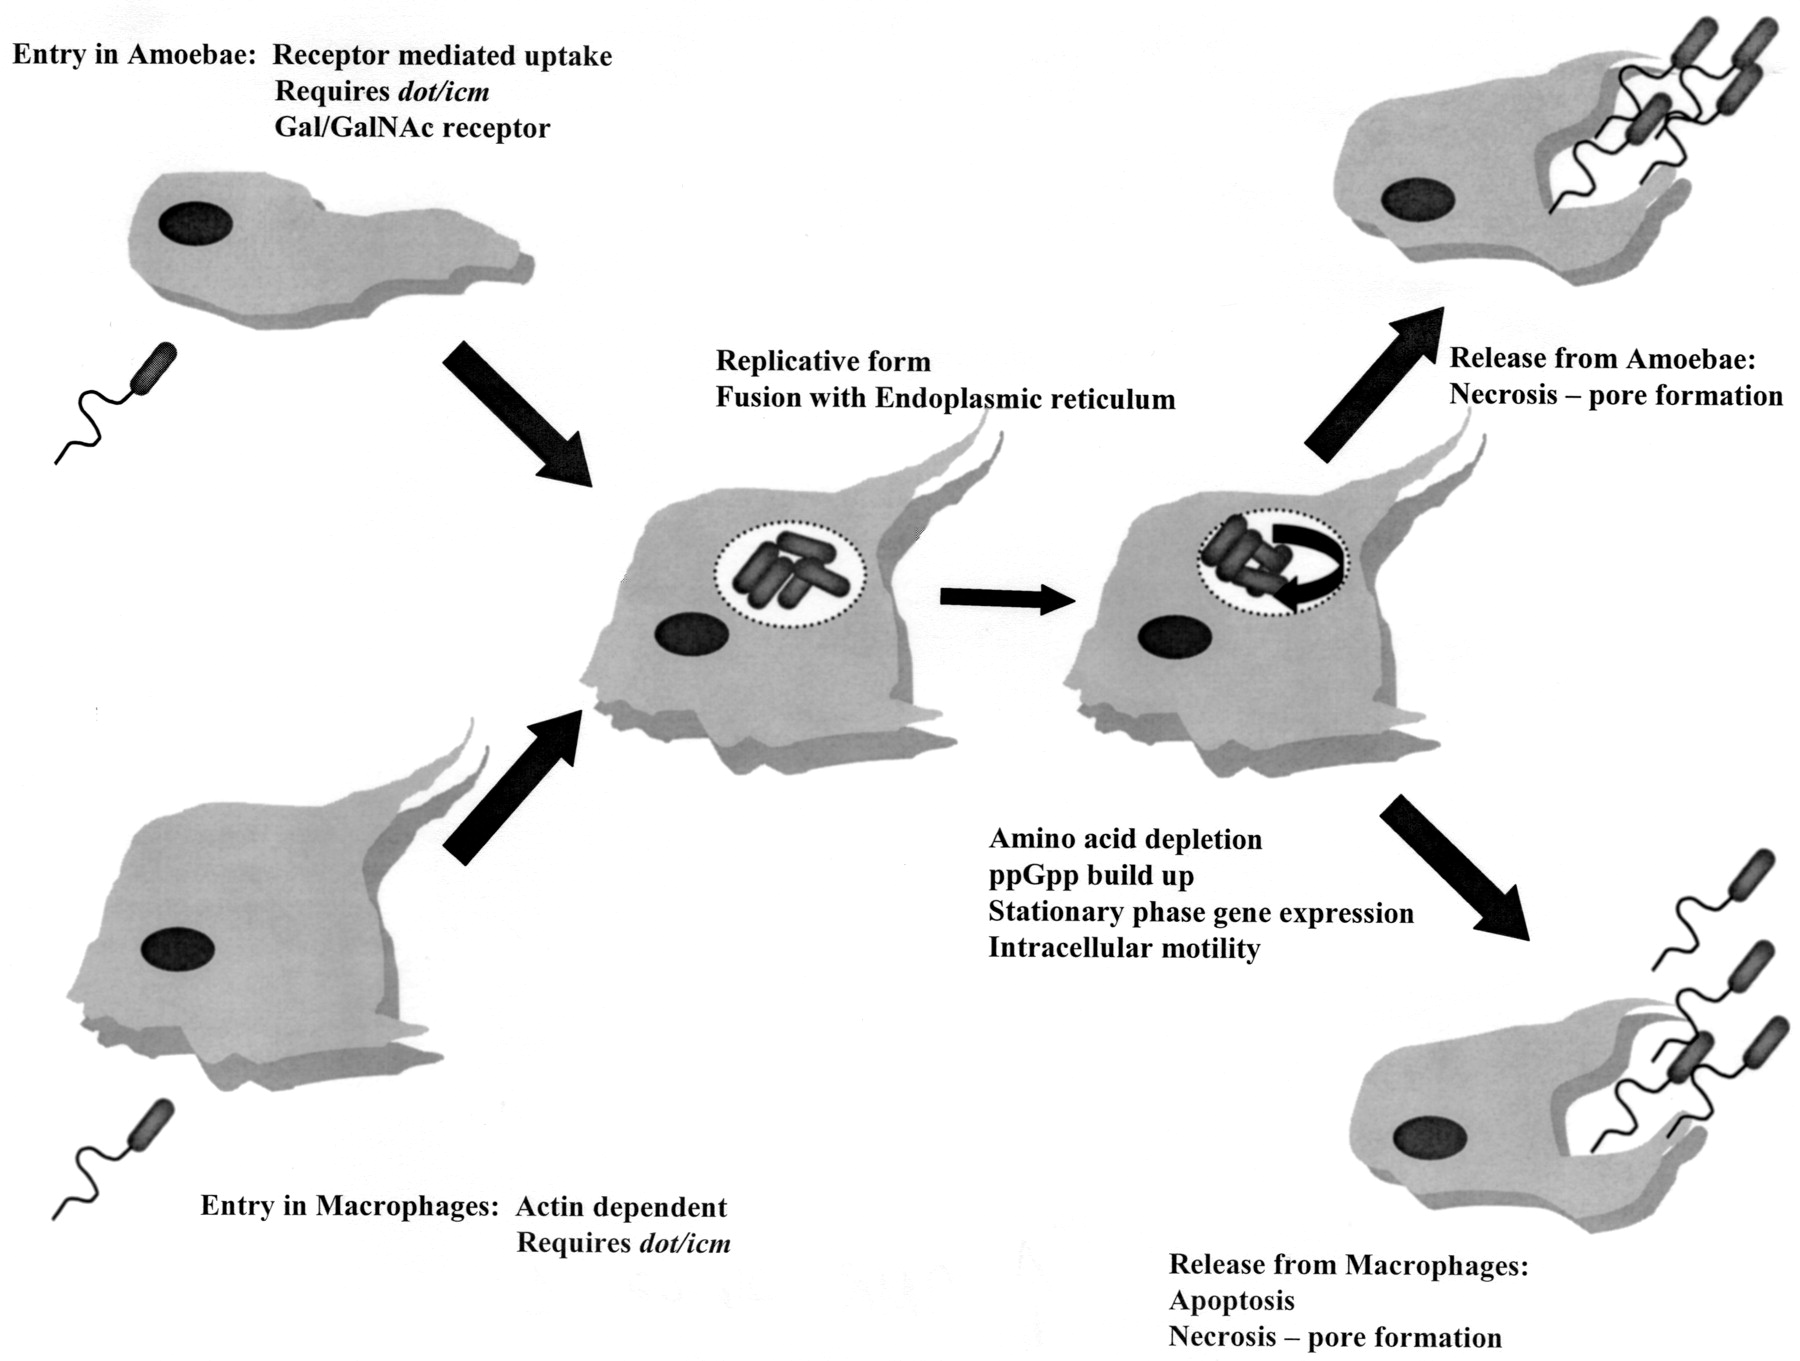 Entry in Amoebae: Receptor mediated uptake
Requires dot/icm
Gal/GalNAc receptor
Replicative form
Fusion with Endoplasmic reticulum
Release from Amoebae:
Necrosis – pore formation
Amino acid depletion
ppGpp build up
Stationary phase gene expression
Intracellular motility
Entry in Macrophages: Actin dependent
Requires dot/icm
Release from Macrophages:
Apoptosis
Necrosis – pore formation